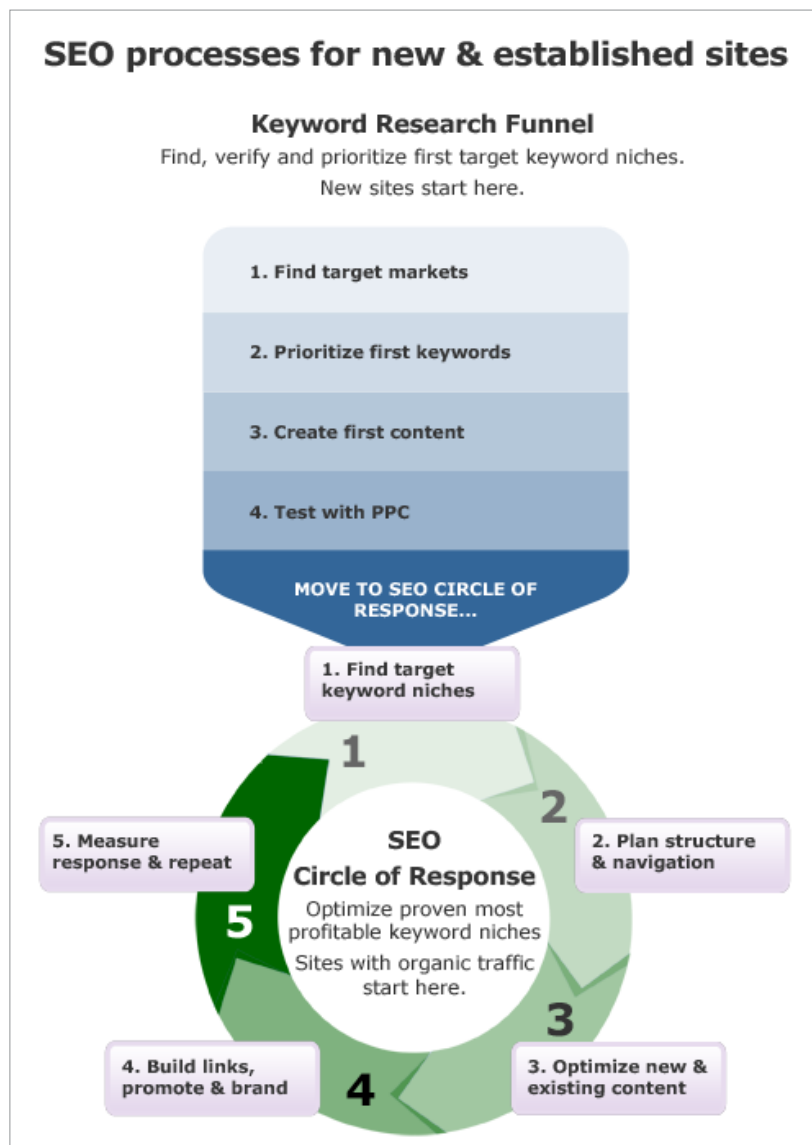 SEO processes for new & established sites
Keyword Research Funnel
Find, verify and prioritize first target keyword niches.
New sites start here.
1. Find target markets
2. Prioritize first keywords
3. Create first content
4. Test with PPC
MOVE TO SEO CIRCLE OF
RESPONSE...
1. Find target
keyword niches
1
2
2. Plan structure
& navigation
3
3. Optimize new &
existing content
4
4. Build links,
promote & brand
5
5. Measure
response & repeat
SEO
Circle of Response
Optimize proven most
profitable keyword niches
Sites with organic traffic
start here.